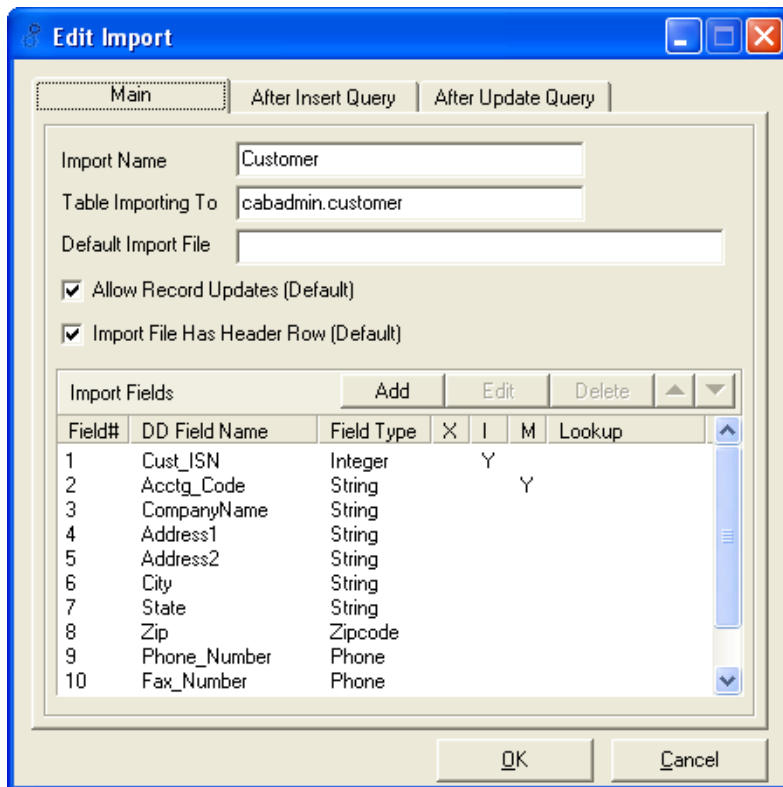 Edit Import
Main After Insert Query After Update Query
Import Name Customer
Table Importing To cabadmin.customer
Default Import File
Allow Record Updates (Default)
Import File Has Header Row (Default)
Import Fields Add Edit Delete
Field# DD Field Name Field Type X I M Lookup
1 Cust_ISN Integer Y
2 Acctg_Code String Y
3 CompanyName String
4 Address1 String
5 Address2 String
6 City String
7 State String
8 Zip Zipcode
9 Phone_Number Phone
10 Fax_Number Phone
OK Cancel